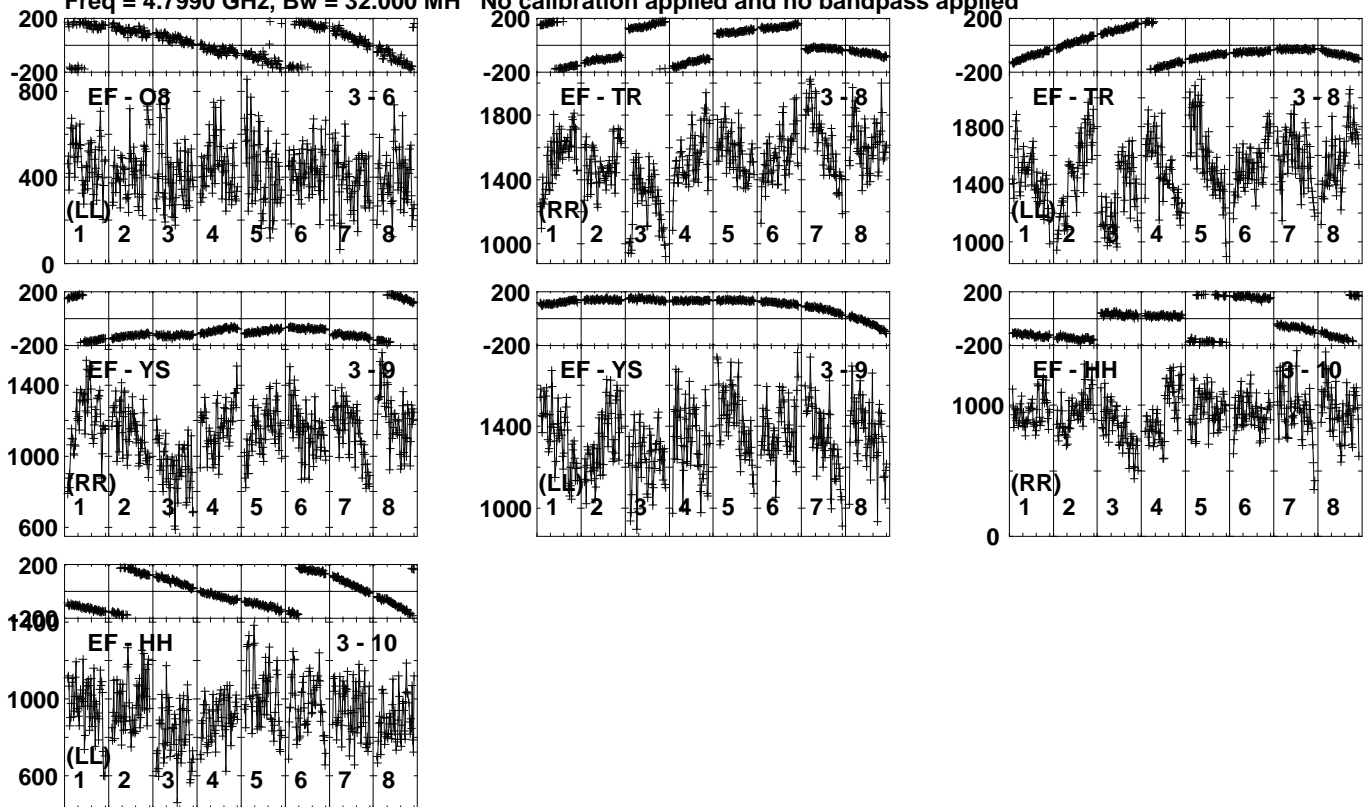 Freq = 4.7990 GHz, Bw = 32.000 MH   No calibration applied and no bandpass applied
200
-200
800
400
0
EF - O8 3 - 6
(LL)
1 2 3 4 5 6 7 8
200
-200
1800
1400
1000
EF - TR 3 - 8
(RR)
1 2 3 4 5 6 7 8
200
-200
1800
1400
1000
EF - TR 3 - 8
(LL)
1 2 3 4 5 6 7 8
200
-200
1400
1000
600
EF - YS 3 - 9
(RR)
1 2 3 4 5 6 7 8
200
-200
1400
1000
EF - YS 3 - 9
(LL)
1 2 3 4 5 6 7 8
200
-200
1000
0
EF - HH 3 - 10
(RR)
1 2 3 4 5 6 7 8
200
-200
1400
1000
600
EF - HH 3 - 10
(LL)
1 2 3 4 5 6 7 8